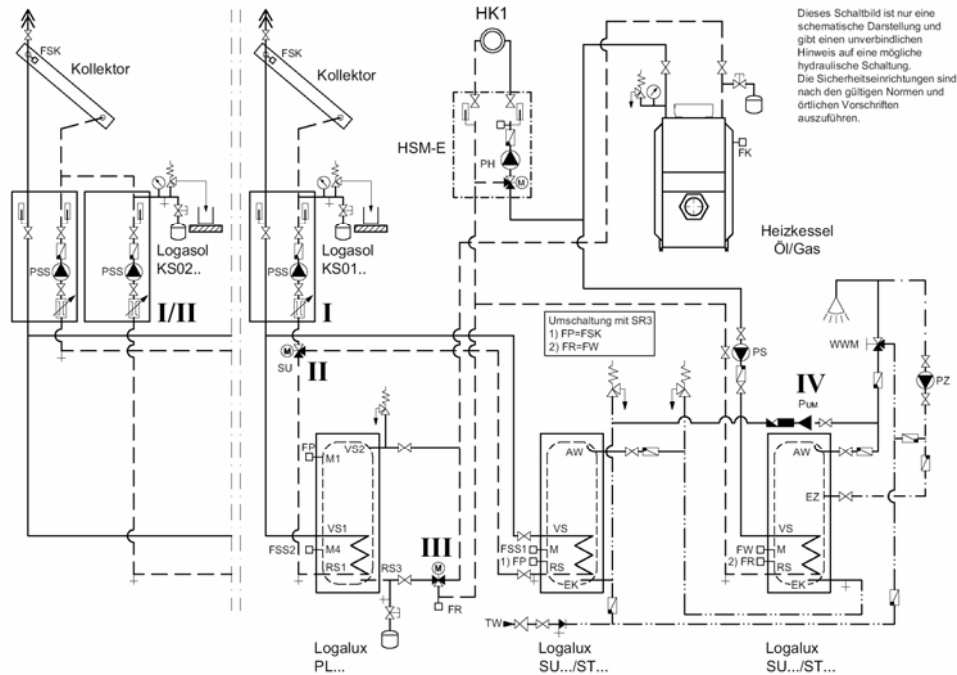 HK1
Dieses Schaltbild ist nur eine
schematische Darstellung und
gibt einen unverbindlichen
Hinweis auf eine mögliche
hydraulische Schaltung.
Die Sicherheitseinrichtungen sind
nach den gültigen Normen und
örtlichen Vorschriften
auszuführen.
FSK
Kollektor
FSK
Kollektor
HSM-E
PH
M
FK
Heizkessel
Öl/Gas
Logasol
KS02..
Logasol
KS01..
PSS
PSS
PSS
I/II
I
Umschaltung mit SR3
1) FP=FSK
2) FR=FW
M
SU
II
PS
WWM
PZ
IV
PUM
FP
M1
VS2
AW
AW
EZ
VS1
FSS2
M4
RS1
RS3
III
M
FR
VS
FSS1
M
1) FP
RS
EK
VS
FW
M
2) FR
RS
EK
TW
Logalux
PL...
Logalux
SU.../ST...
Logalux
SU.../ST...